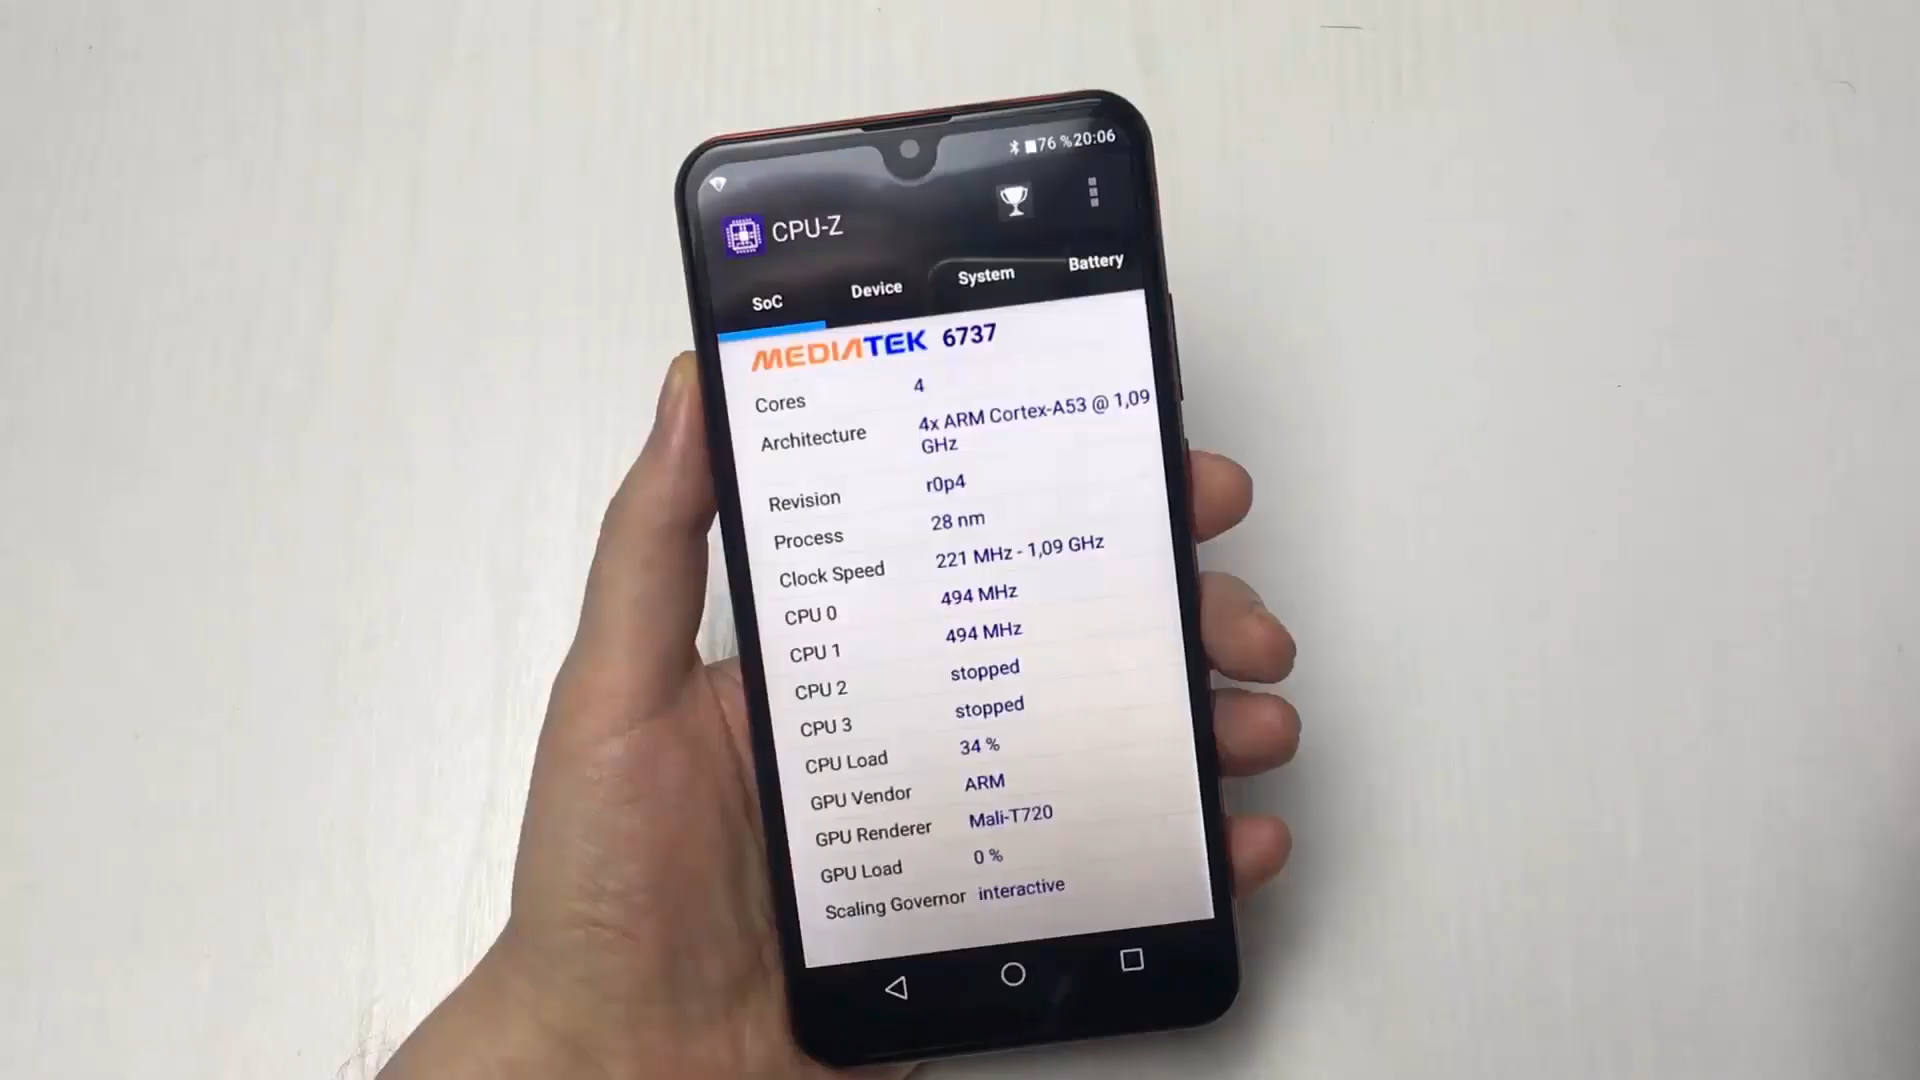 76 % 20:06
CPU-Z
SoC Device System Battery
MEDIATEK 6737
Cores 4
Architecture 4x ARM Cortex-A53 @ 1,09
GHz
Revision r0p4
Process 28 nm
Clock Speed 221 MHz - 1,09 GHz
CPU 0 494 MHz
CPU 1 494 MHz
CPU 2 stopped
CPU 3 stopped
CPU Load 34 %
GPU Vendor ARM
GPU Renderer Mali-T720
GPU Load 0 %
Scaling Governor interactive